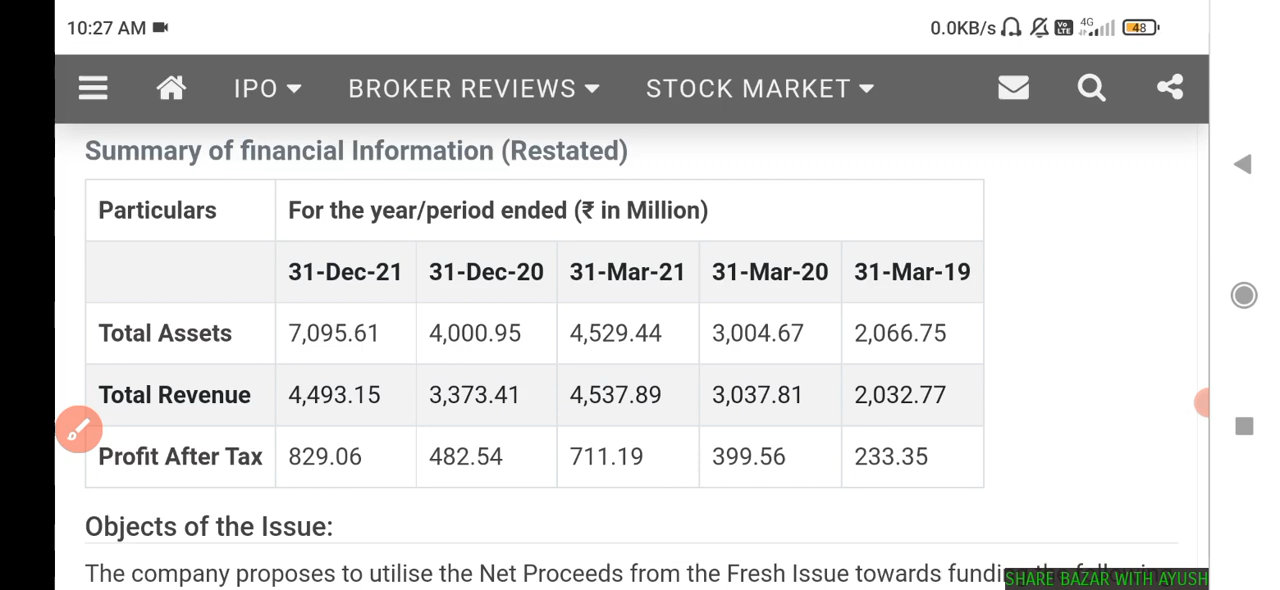 10:27 AM 0.0KB/s Vo LTE 4G 48
IPO BROKER REVIEWS STOCK MARKET
Summary of financial Information (Restated)
Particulars For the year/period ended (₹ in Million)
31-Dec-21 31-Dec-20 31-Mar-21 31-Mar-20 31-Mar-19
Total Assets 7,095.61 4,000.95 4,529.44 3,004.67 2,066.75
Total Revenue 4,493.15 3,373.41 4,537.89 3,037.81 2,032.77
Profit After Tax 829.06 482.54 711.19 399.56 233.35
Objects of the Issue:
The company proposes to utilise the Net Proceeds from the Fresh Issue towards
SHARE BAZAR WITH AYUSH